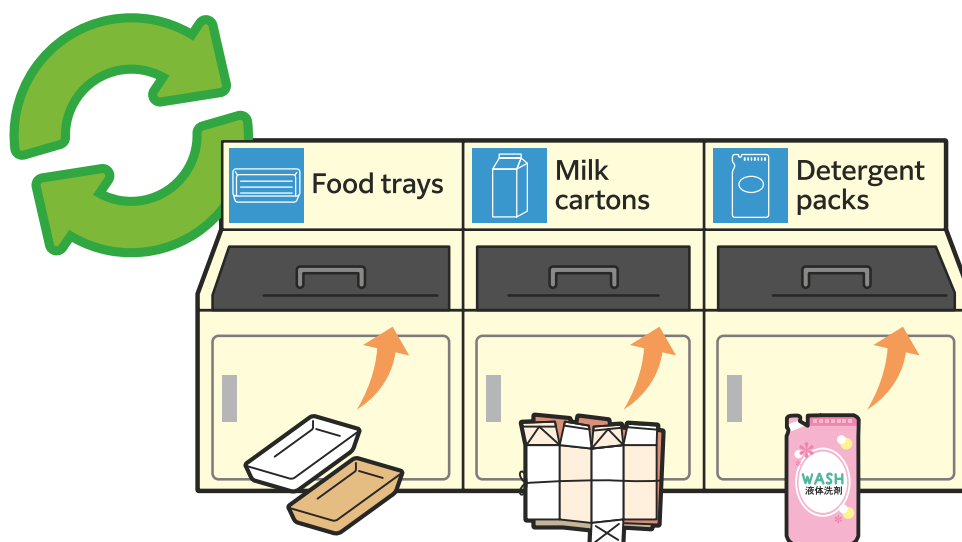 Food trays
Milk
cartons
Detergent
packs
WASH
液体洗剤